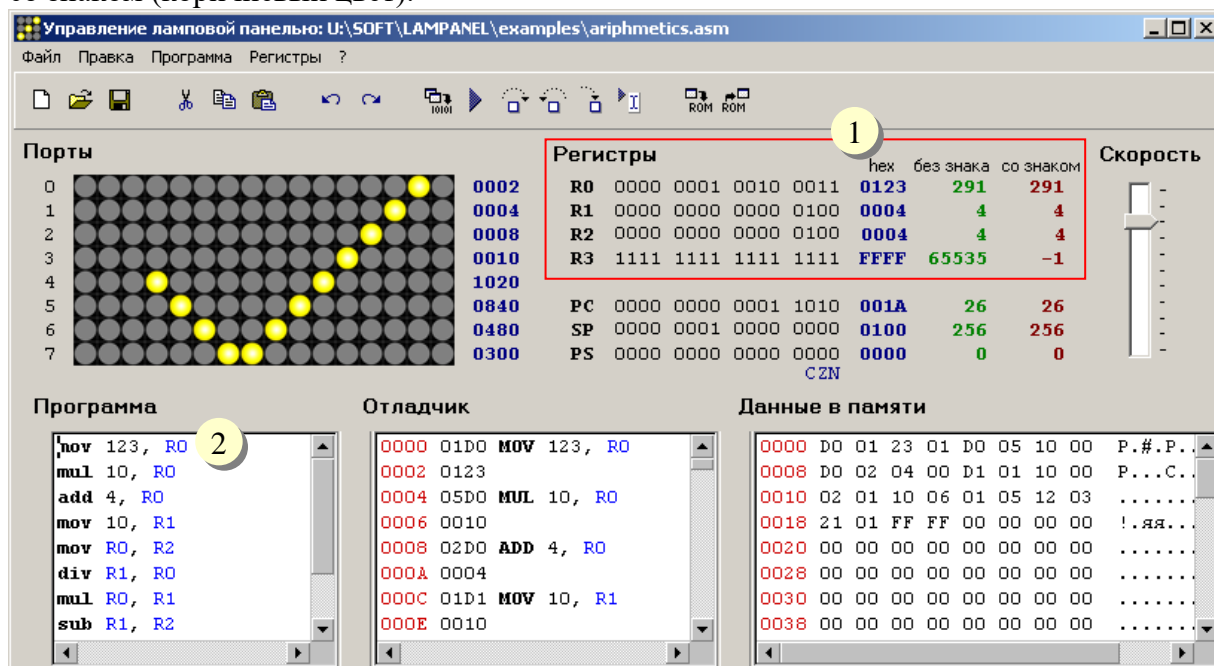 Управление ламповой панелью: U:\SOFT\LAMPANEL\examples\ariphmetics.asm
Файл Правка Программа Регистры ?
10101 ROM ROM
1
Порты Регистры hex без знака со знаком Скорость
0 0002 R0 0000 0001 0010 0011 0123 291 291
1 0004 R1 0000 0000 0000 0100 0004 4 4
2 0008 R2 0000 0000 0000 0100 0004 4 4
3 0010 R3 1111 1111 1111 1111 FFFF 65535 -1
4 1020
5 0840 PC 0000 0000 0001 1010 001A 26 26
6 0480 SP 0000 0001 0000 0000 0100 256 256
7 0300 PS 0000 0000 0000 0000 0000 0 0
CZN
Программа Отладчик Данные в памяти
2
mov 123, R0
mul 10, R0
add 4, R0
mov 10, R1
mov R0, R2
div R1, R0
mul R0, R1
sub R1, R2
0000 01D0 MOV 123, R0
0002 0123
0004 05D0 MUL 10, R0
0006 0010
0008 02D0 ADD 4, R0
000A 0004
000C 01D1 MOV 10, R1
000E 0010
0000 D0 01 23 01 D0 05 10 00 Р.#.Р..
0008 D0 02 04 00 D1 01 10 00 Р...С..
0010 02 01 10 06 01 05 12 03 .......
0018 21 01 FF FF 00 00 00 00 !.яя...
0020 00 00 00 00 00 00 00 00 .......
0028 00 00 00 00 00 00 00 00 .......
0030 00 00 00 00 00 00 00 00 .......
0038 00 00 00 00 00 00 00 00 .......